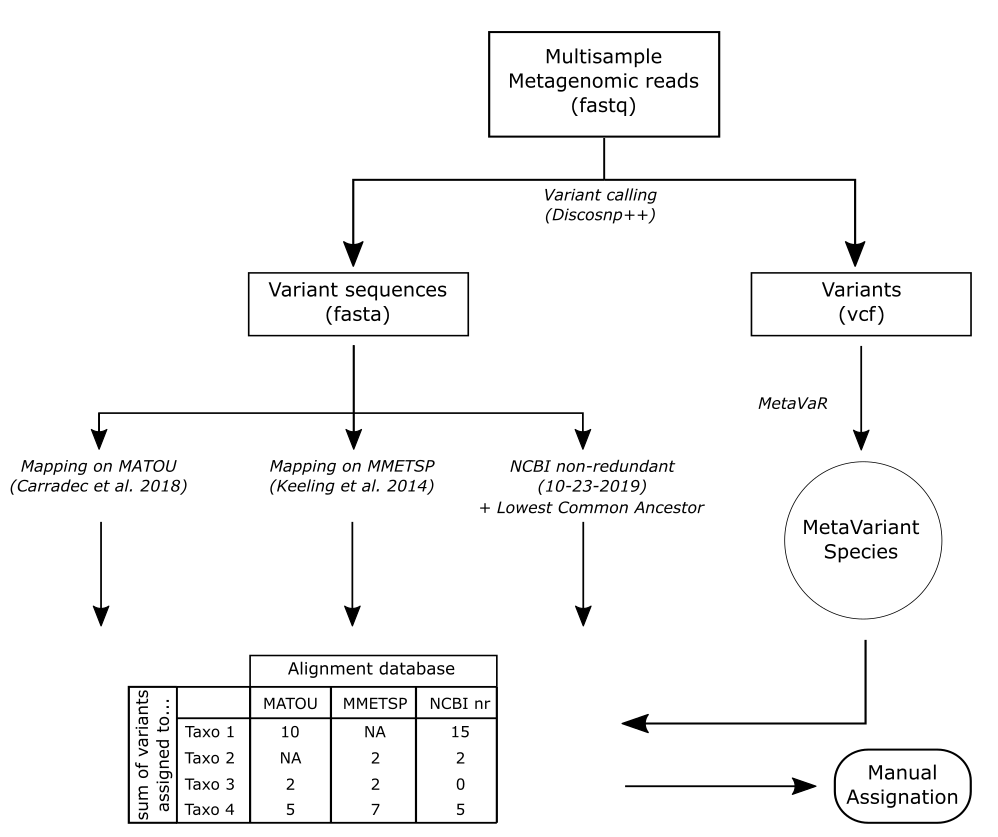 Multisample
Metagenomic reads
(fastq)
Variant calling
(Discosnp++)
Variant sequences
(fasta)
Variants
(vcf)
MetaVaR
Mapping on MATOU
(Carradec et al. 2018)
Mapping on MMETSP
(Keeling et al. 2014)
NCBI non-redundant
(10-23-2019)
+ Lowest Common Ancestor
MetaVariant
Species
Alignment database
sum of variants
assigned to...
MATOU MMETSP NCBI nr
Taxo 1 10 NA 15
Taxo 2 NA 2 2
Taxo 3 2 2 0
Taxo 4 5 7 5
Manual
Assignation